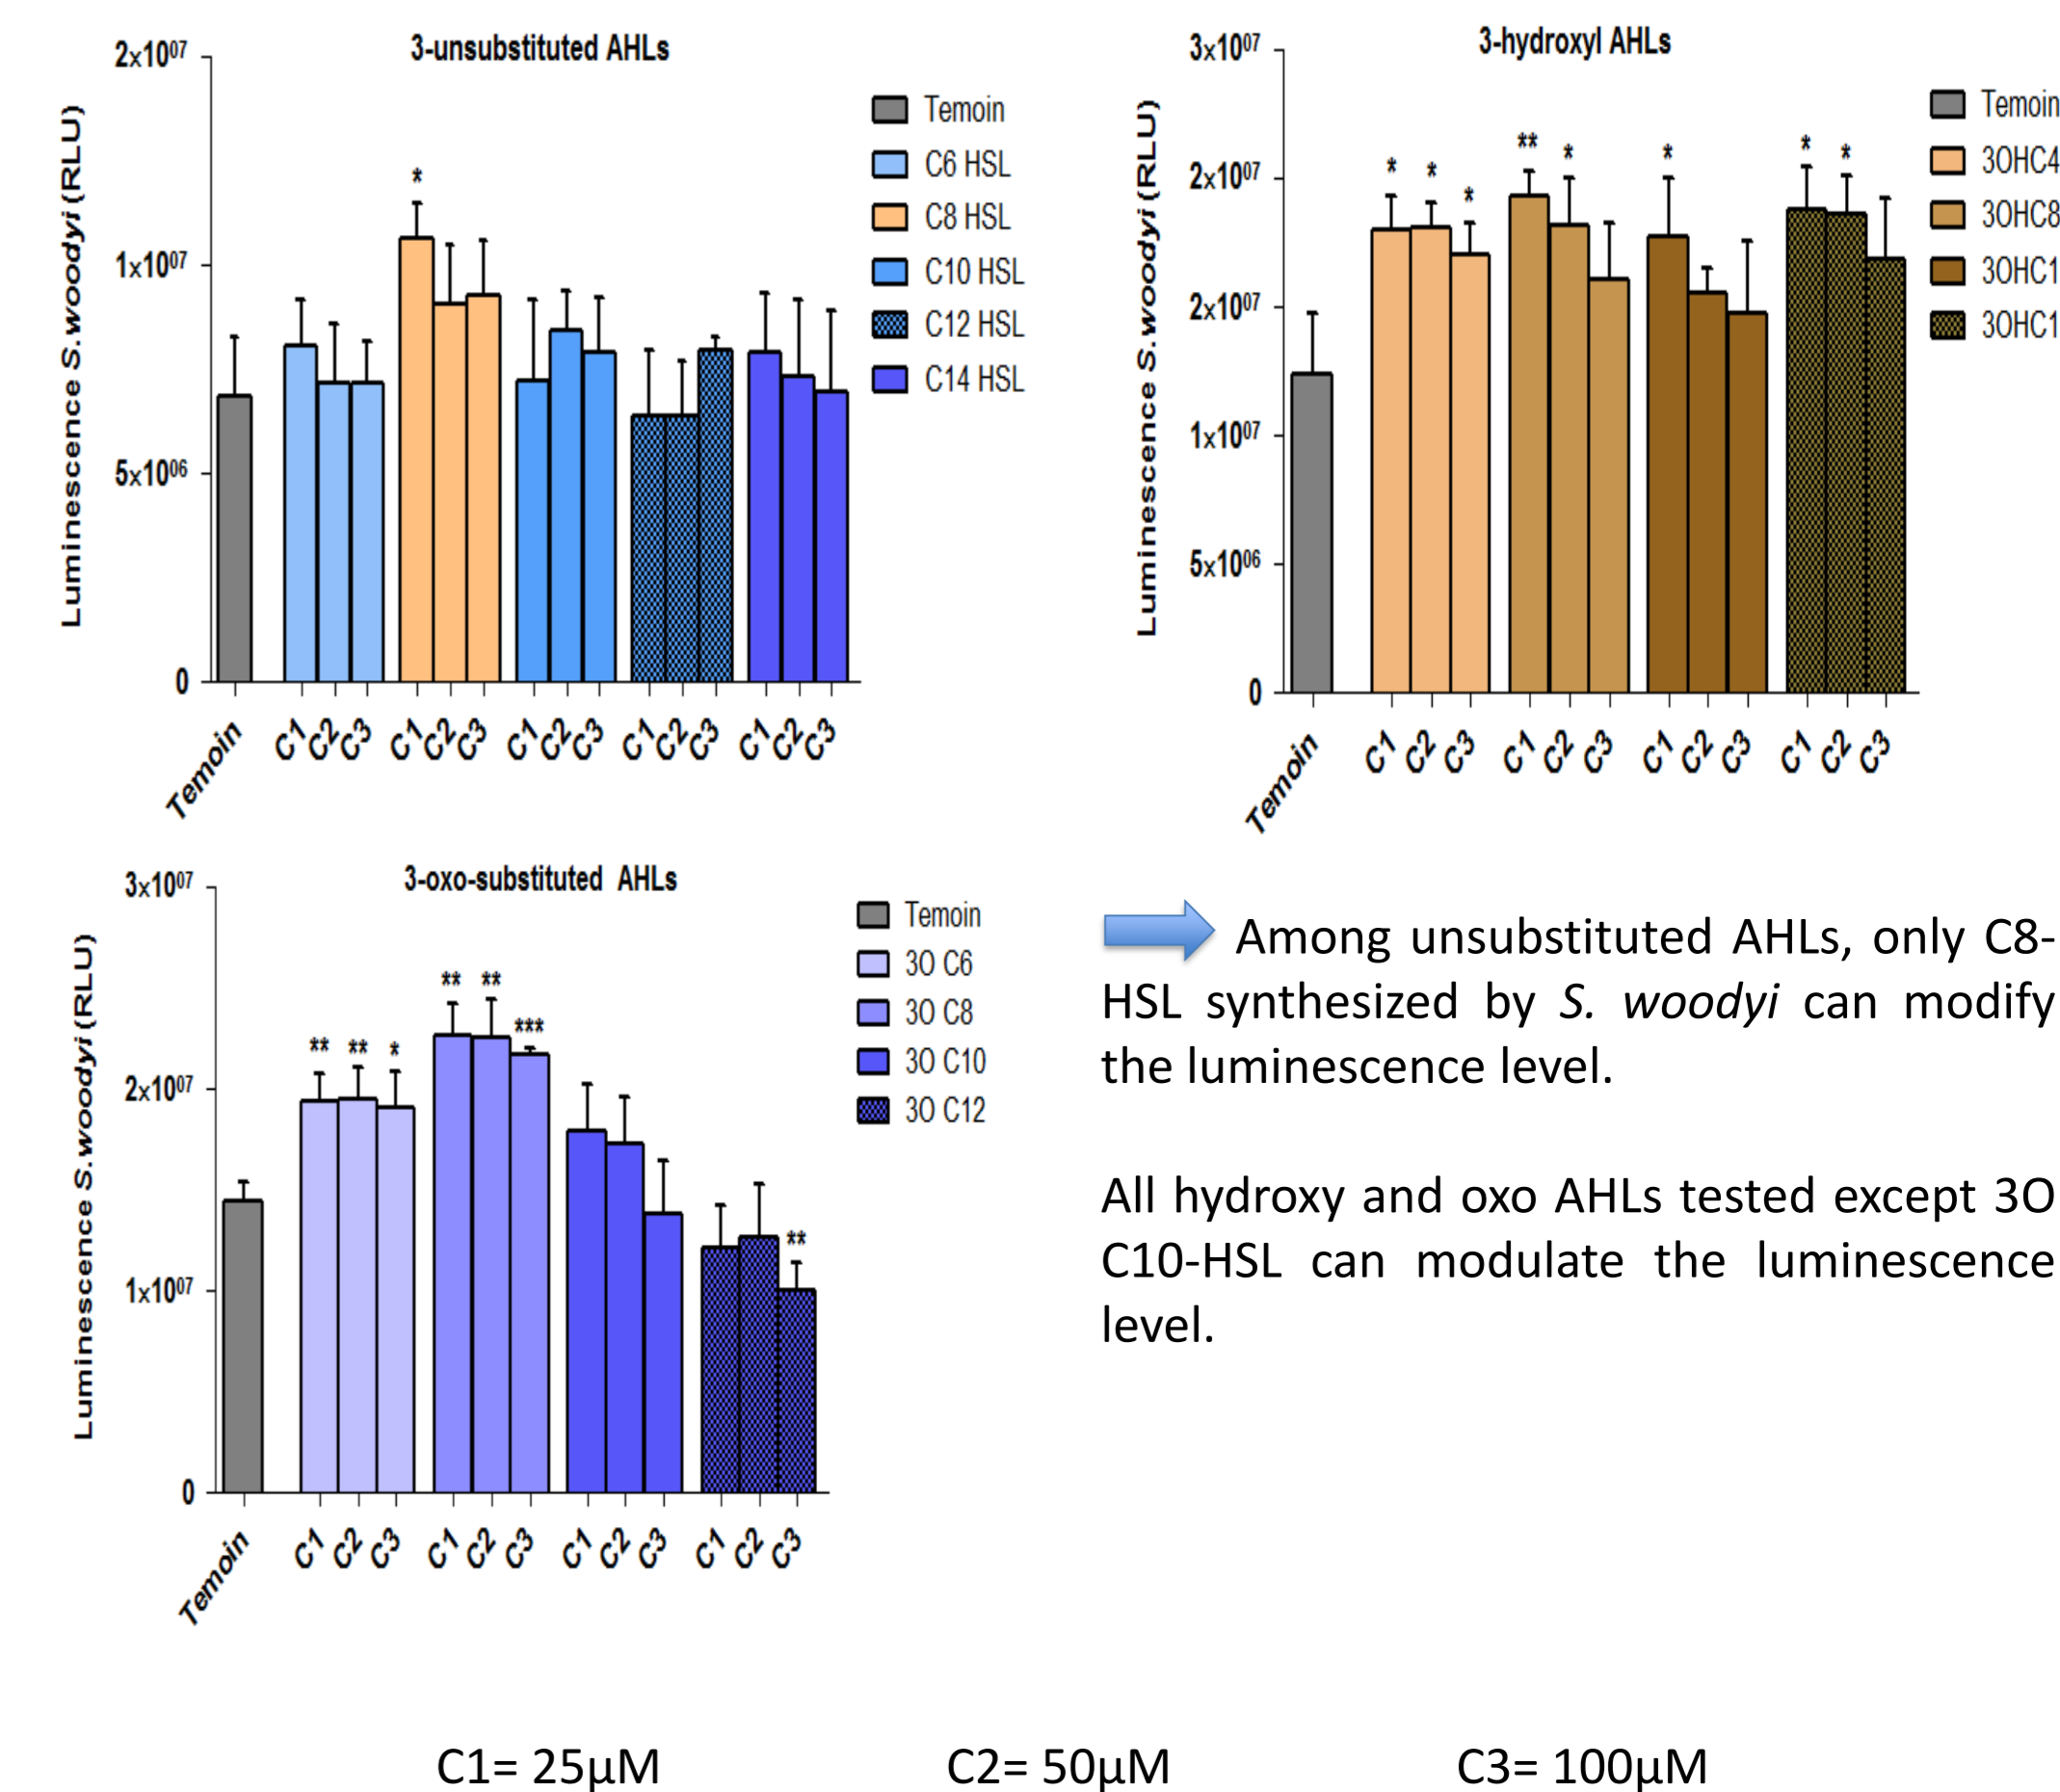 3-unsubstituted AHLs
Luminescence S.woodyi (RLU)
2x10⁰⁷
1x10⁰⁷
5x10⁰⁶
0
Temoin
C1
C2
C3
C1
C2
C3
C1
C2
C3
C1
C2
C3
C1
C2
C3
*
Temoin
C6 HSL
C8 HSL
C10 HSL
C12 HSL
C14 HSL
3-hydroxyl AHLs
Luminescence S.woodyi (RLU)
3x10⁰⁷
2x10⁰⁷
2x10⁰⁷
1x10⁰⁷
5x10⁰⁶
0
* * * ** * * * *
Temoin
C1
C2
C3
C1
C2
C3
C1
C2
C3
C1
C2
C3
Temoin
3OHC4
3OHC8
3OHC1
3OHC1
3-oxo-substituted AHLs
Luminescence S.woodyi (RLU)
3x10⁰⁷
2x10⁰⁷
1x10⁰⁷
0
** ** * ** ** *** **
Temoin
C1
C2
C3
C1
C2
C3
C1
C2
C3
C1
C2
C3
Temoin
3O C6
3O C8
3O C10
3O C12
Among unsubstituted AHLs, only C8-
HSL synthesized by S. woodyi can modify
the luminescence level.
All hydroxy and oxo AHLs tested except 3O
C10-HSL can modulate the luminescence
level.
C1= 25µM C2= 50µM C3= 100µM